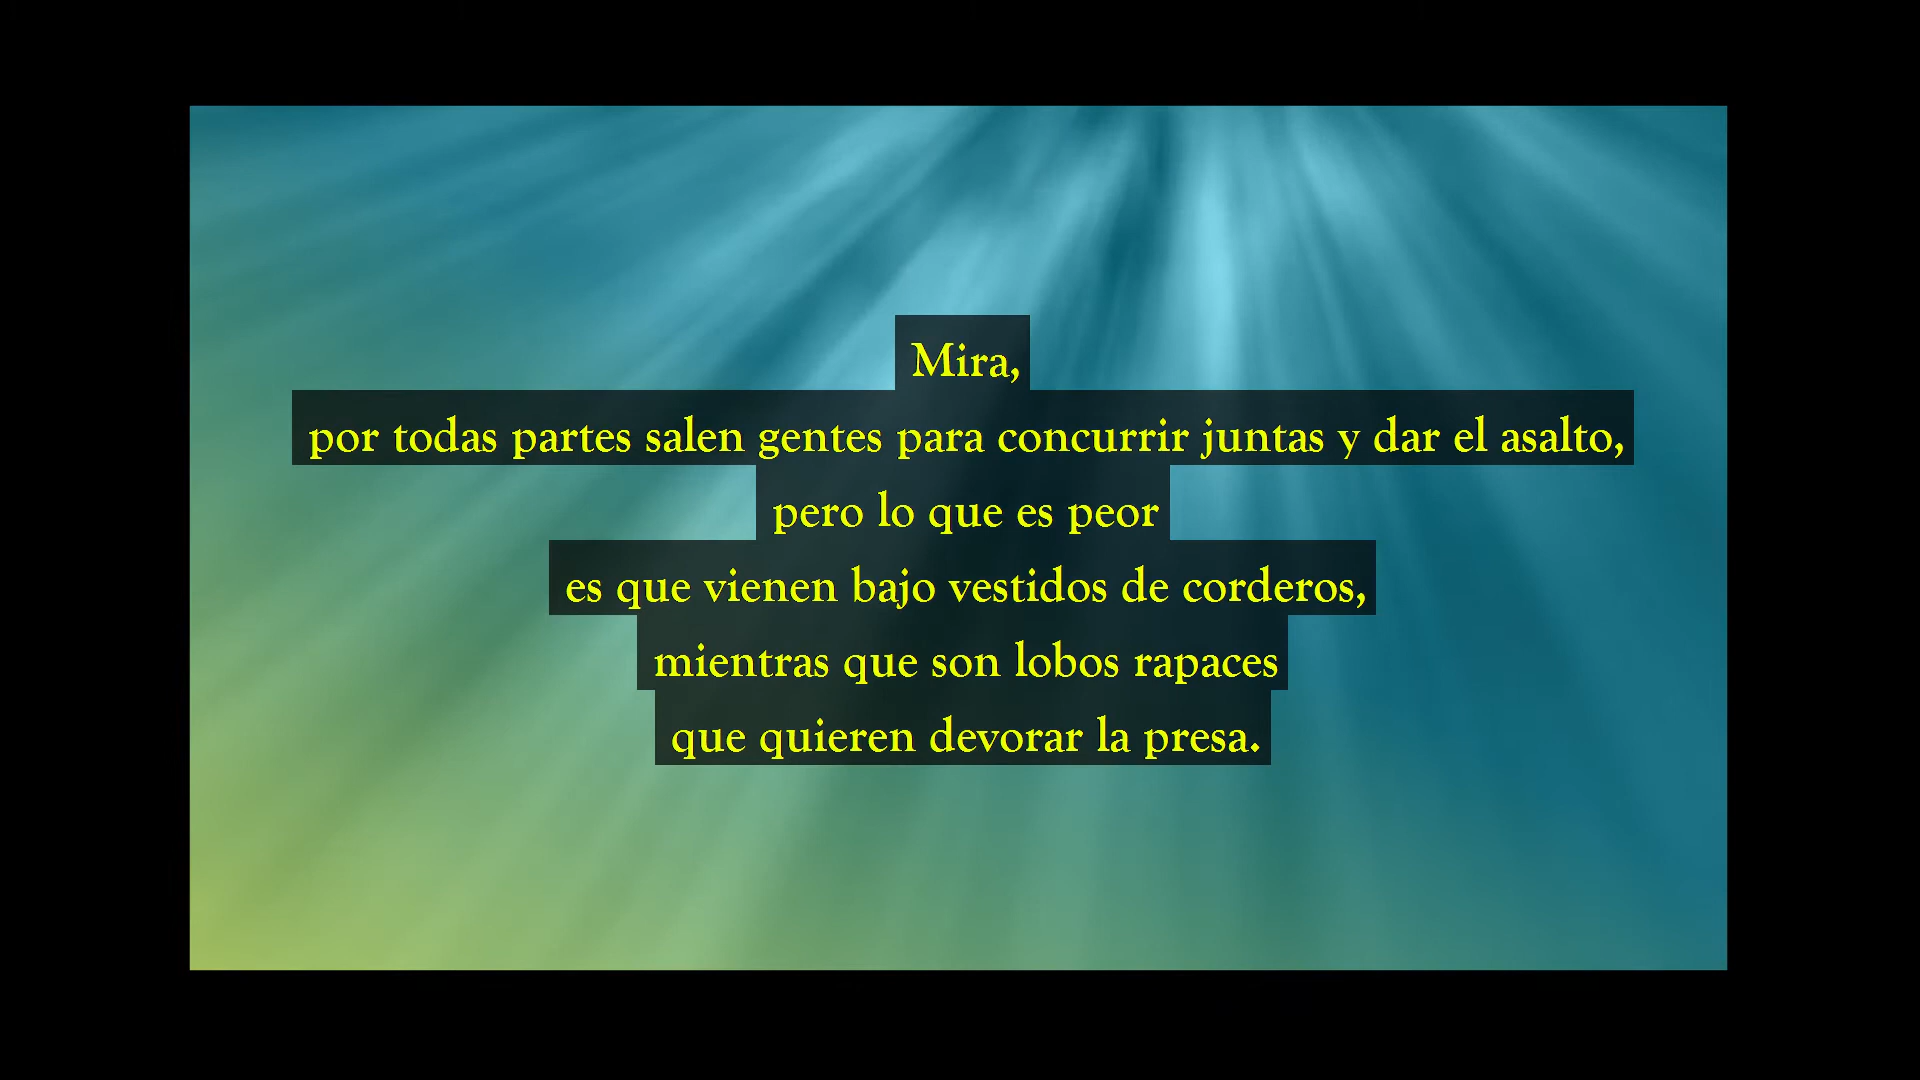 Mira,
por todas partes salen gentes para concurrir juntas y dar el asalto,
pero lo que es peor
es que vienen bajo vestidos de corderos,
mientras que son lobos rapaces
que quieren devorar la presa.